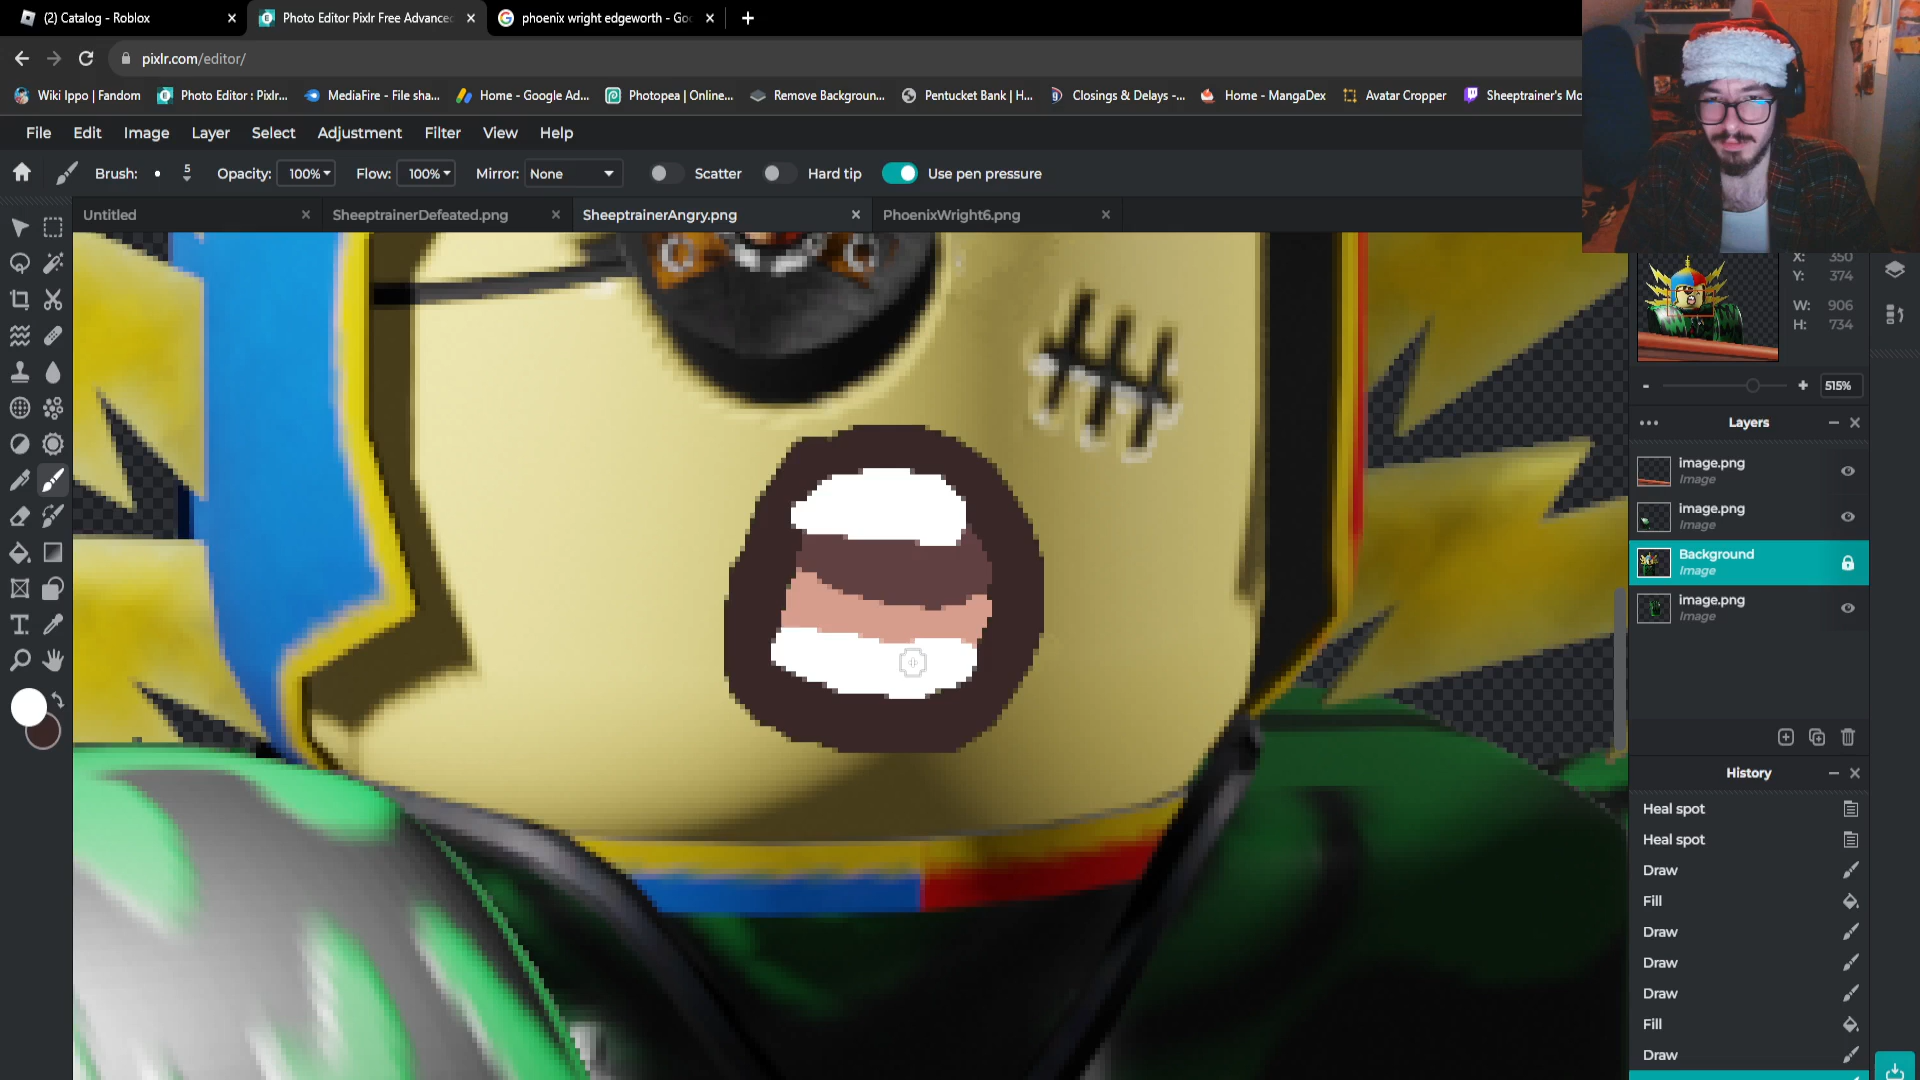 (2) Catalog - Roblox
Photo Editor Pixlr Free Advanced
phoenix wright edgeworth - Goo
pixlr.com/editor/
Wiki Ippo | Fandom
Photo Editor : Pixlr...
MediaFire - File sha...
Home - Google Ad...
Photopea | Online...
Remove Backgroun...
Pentucket Bank | H...
Closings & Delays -...
Home - MangaDex
Avatar Cropper
Sheeptrainer's Mo
File Edit Image Layer Select Adjustment Filter View Help
Brush: 5 Opacity: 100% Flow: 100% Mirror: None Scatter Hard tip Use pen pressure
Untitled
SheeptrainerDefeated.png
SheeptrainerAngry.png
PhoenixWright6.png
X: 350
Y: 374
W: 906
H: 734
515%
Layers
image.png
Image
image.png
Image
Background
Image
image.png
Image
History
Heal spot
Heal spot
Draw
Fill
Draw
Draw
Draw
Fill
Draw